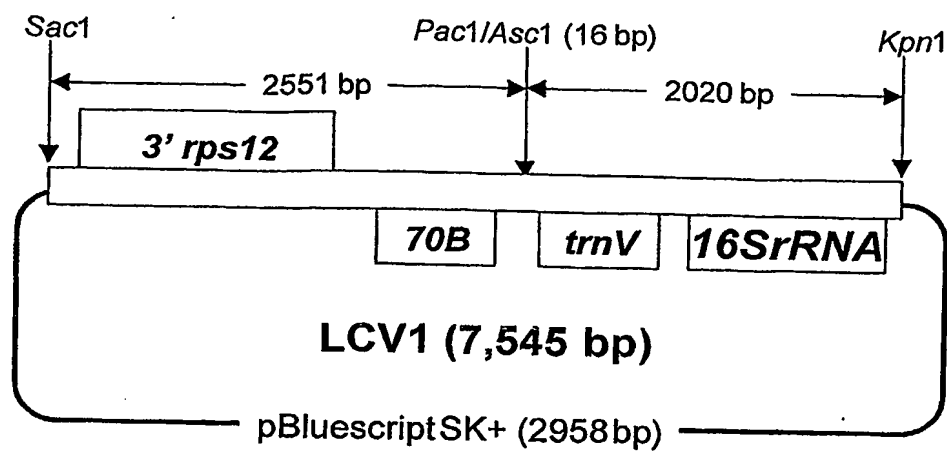 Sac1
Pac1/Asc1 (16 bp)
Kpn1
2551 bp
2020 bp
3' rps12
70B
trnV
16SrRNA
LCV1 (7,545 bp)
pBluescriptSK+ (2958bp)